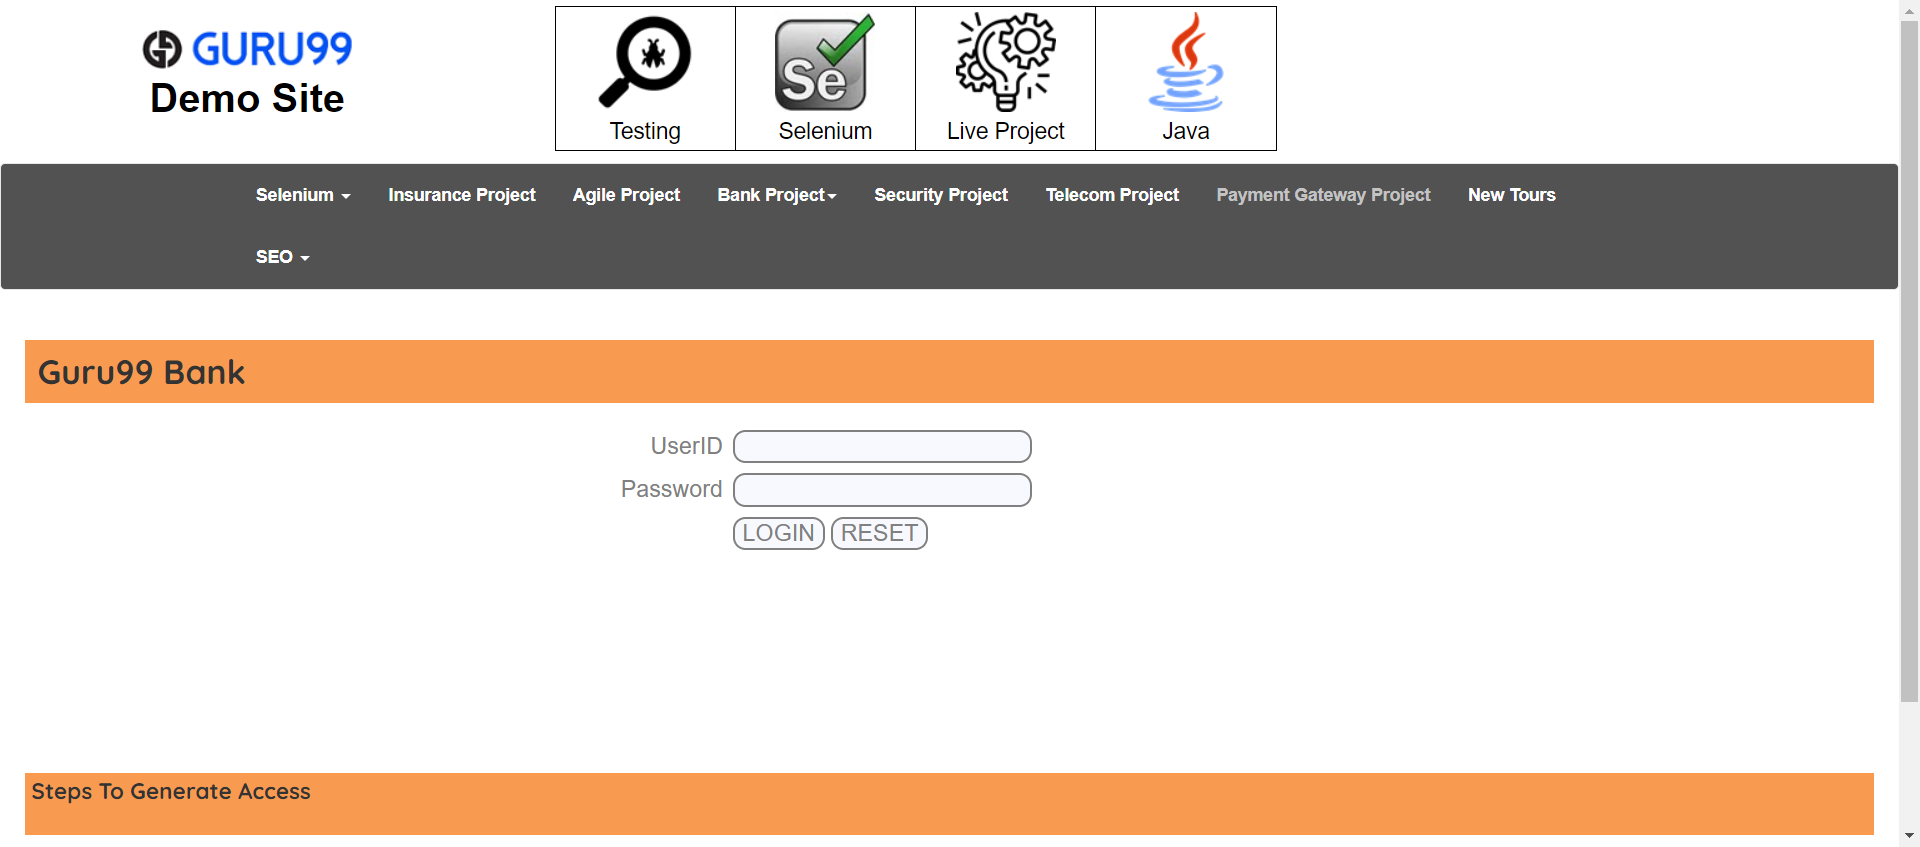 GURU99
Demo Site
Se
Testing
Selenium
Live Project
Java
Selenium
Insurance Project
Agile Project
Bank Project
Security Project
Telecom Project
Payment Gateway Project
New Tours
SEO
Guru99 Bank
UserID
Password
LOGIN
RESET
Steps To Generate Access